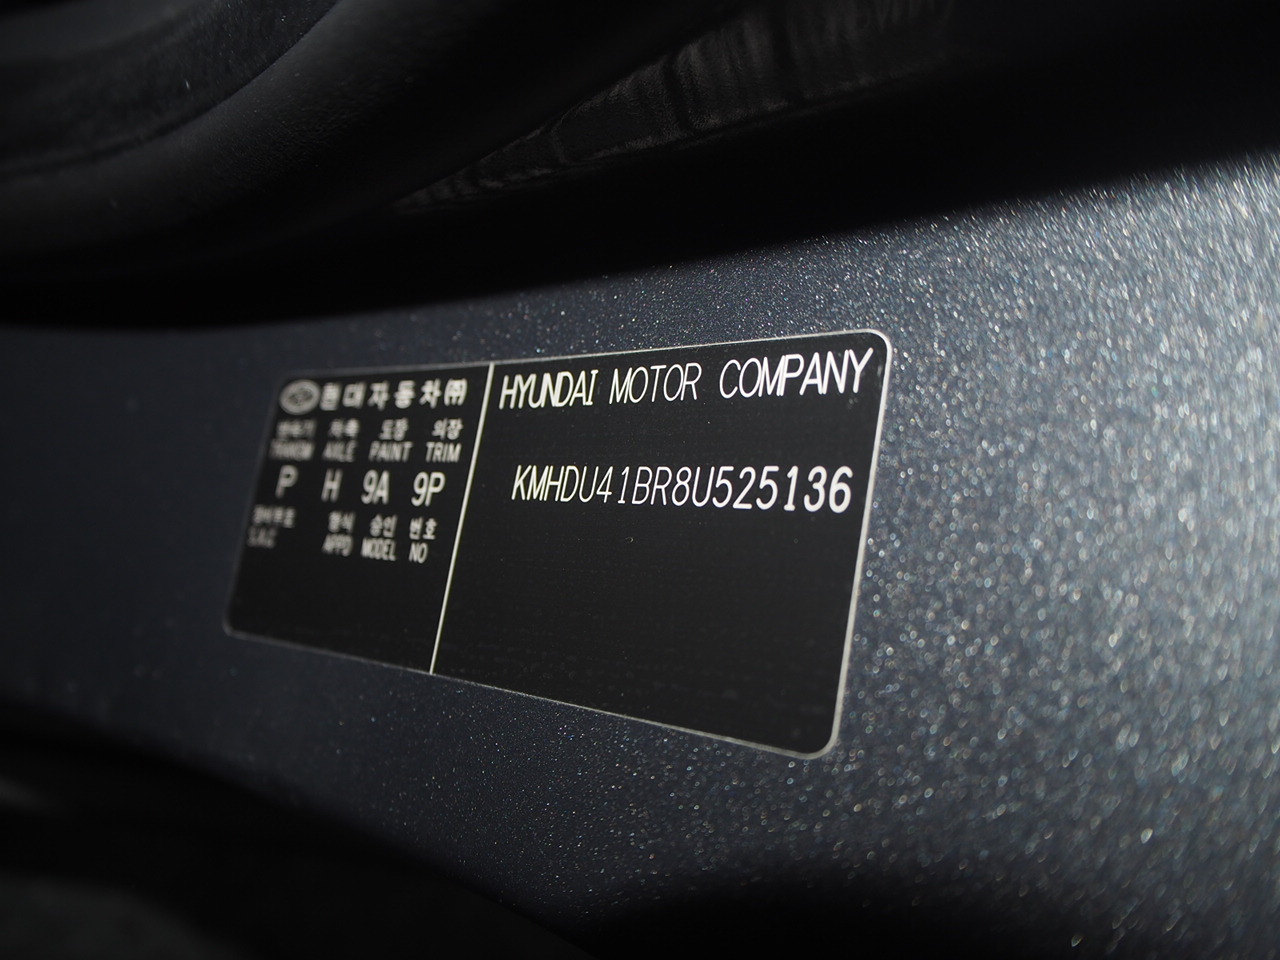 현대자동차㈜
변속기 차축 도장 의장
TRANSM AXLE PAINT TRIM
P H 9A 9P
형식 승인 번호
APPD MODEL NO
HYUNDAI MOTOR COMPANY
KMHDU41BR8U525136